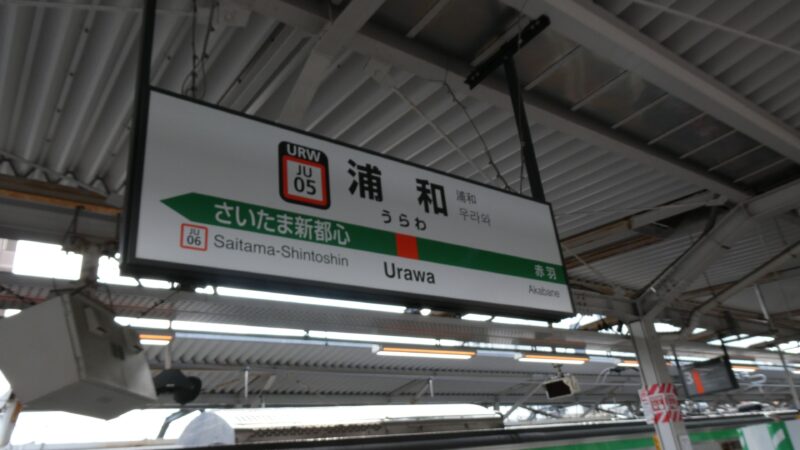 URW
JU
05
浦和
浦和
우라와
うらわ
さいたま新都心
赤羽
JU
06
Saitama-Shintoshin
Urawa
Akabane